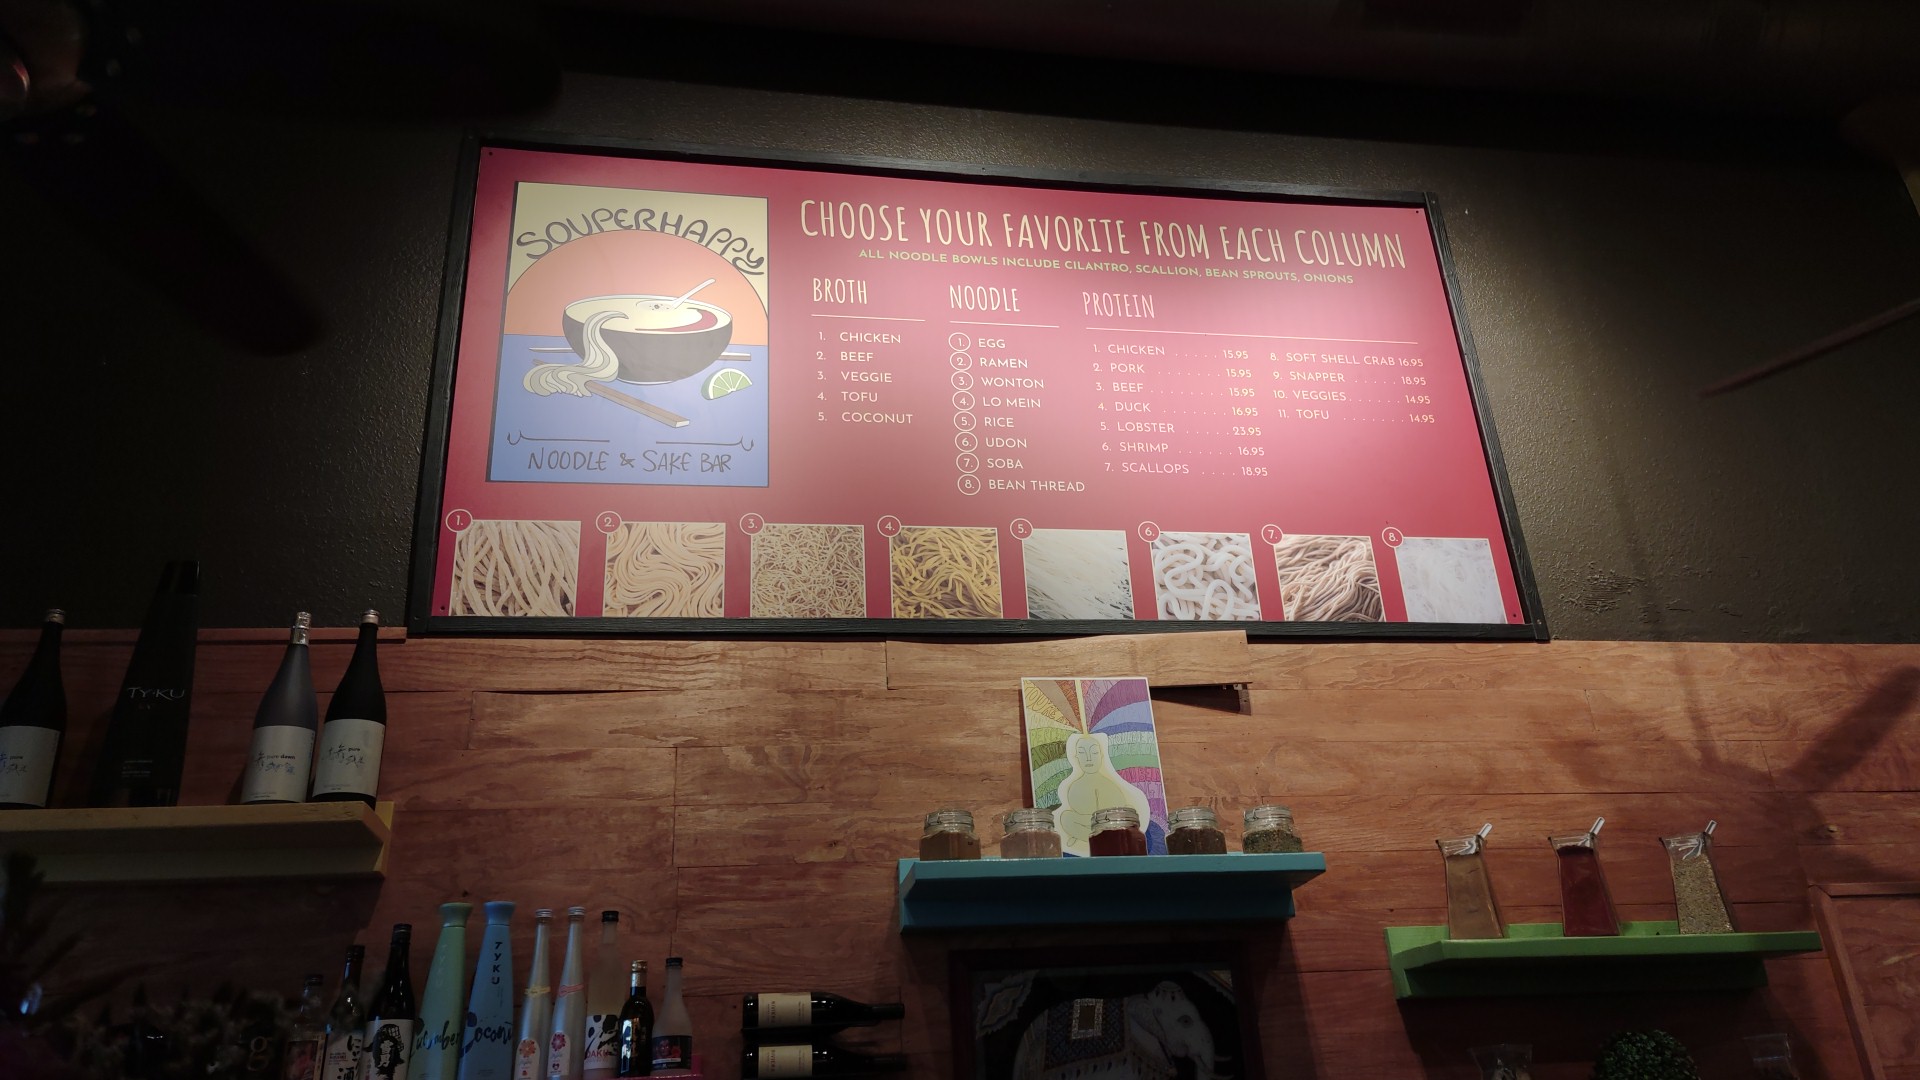 SOUPERHAPPY
NOODLE & SAKE BAR
CHOOSE YOUR FAVORITE FROM EACH COLUMN
ALL NOODLE BOWLS INCLUDE CILANTRO, SCALLION, BEAN SPROUTS, ONIONS
BROTH
1. CHICKEN
2. BEEF
3. VEGGIE
4. TOFU
5. COCONUT
NOODLE
1. EGG
2. RAMEN
3. WONTON
4. LO MEIN
5. RICE
6. UDON
7. SOBA
8. BEAN THREAD
PROTEIN
1. CHICKEN . . . . . 15.95
2. PORK . . . . . . . . 15.95
3. BEEF . . . . . . . . 15.95
4. DUCK . . . . . . . 16.95
5. LOBSTER . . . . . 23.95
6. SHRIMP . . . . . . 16.95
7. SCALLOPS . . . . 18.95
8. SOFT SHELL CRAB 16.95
9. SNAPPER . . . . . . 18.95
10. VEGGIES . . . . . . 14.95
11. TOFU . . . . . . . . 14.95
1. 2. 3. 4. 5. 6. 7. 8.
TY KU
TYKU